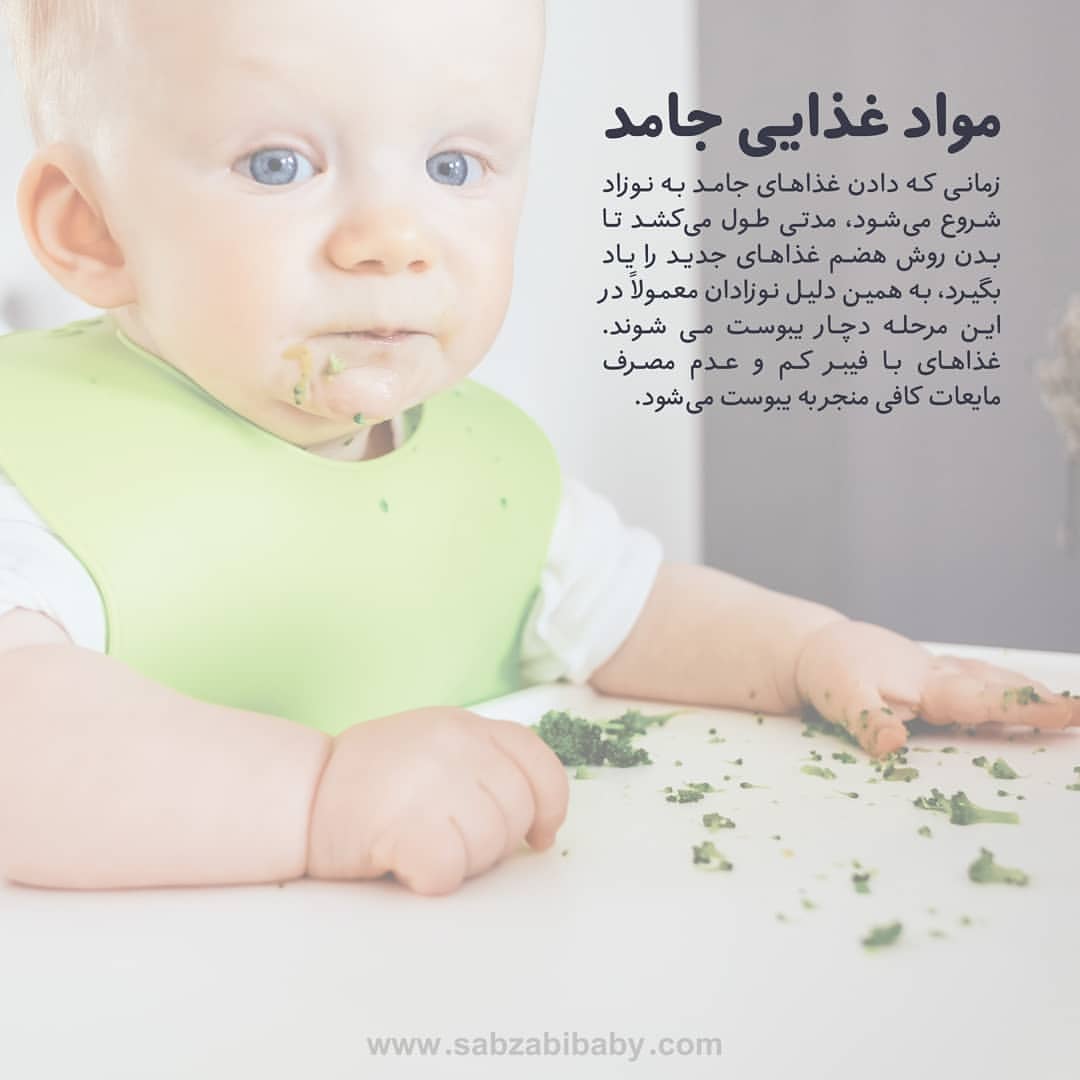 مواد غذایی جامد
زمانی که دادن غذاهای جامد به نوزاد
شروع می‌شود، مدتی طول می‌کشد تا
بدن روش هضم غذاهای جدید را یاد
بگیرد، به همین دلیل نوزادان معمولاً در
این مرحله دچار یبوست می شوند.
غذاهای با فیبر کم و عدم مصرف
مایعات کافی منجربه یبوست می‌شود.
www.sabzabibaby.com